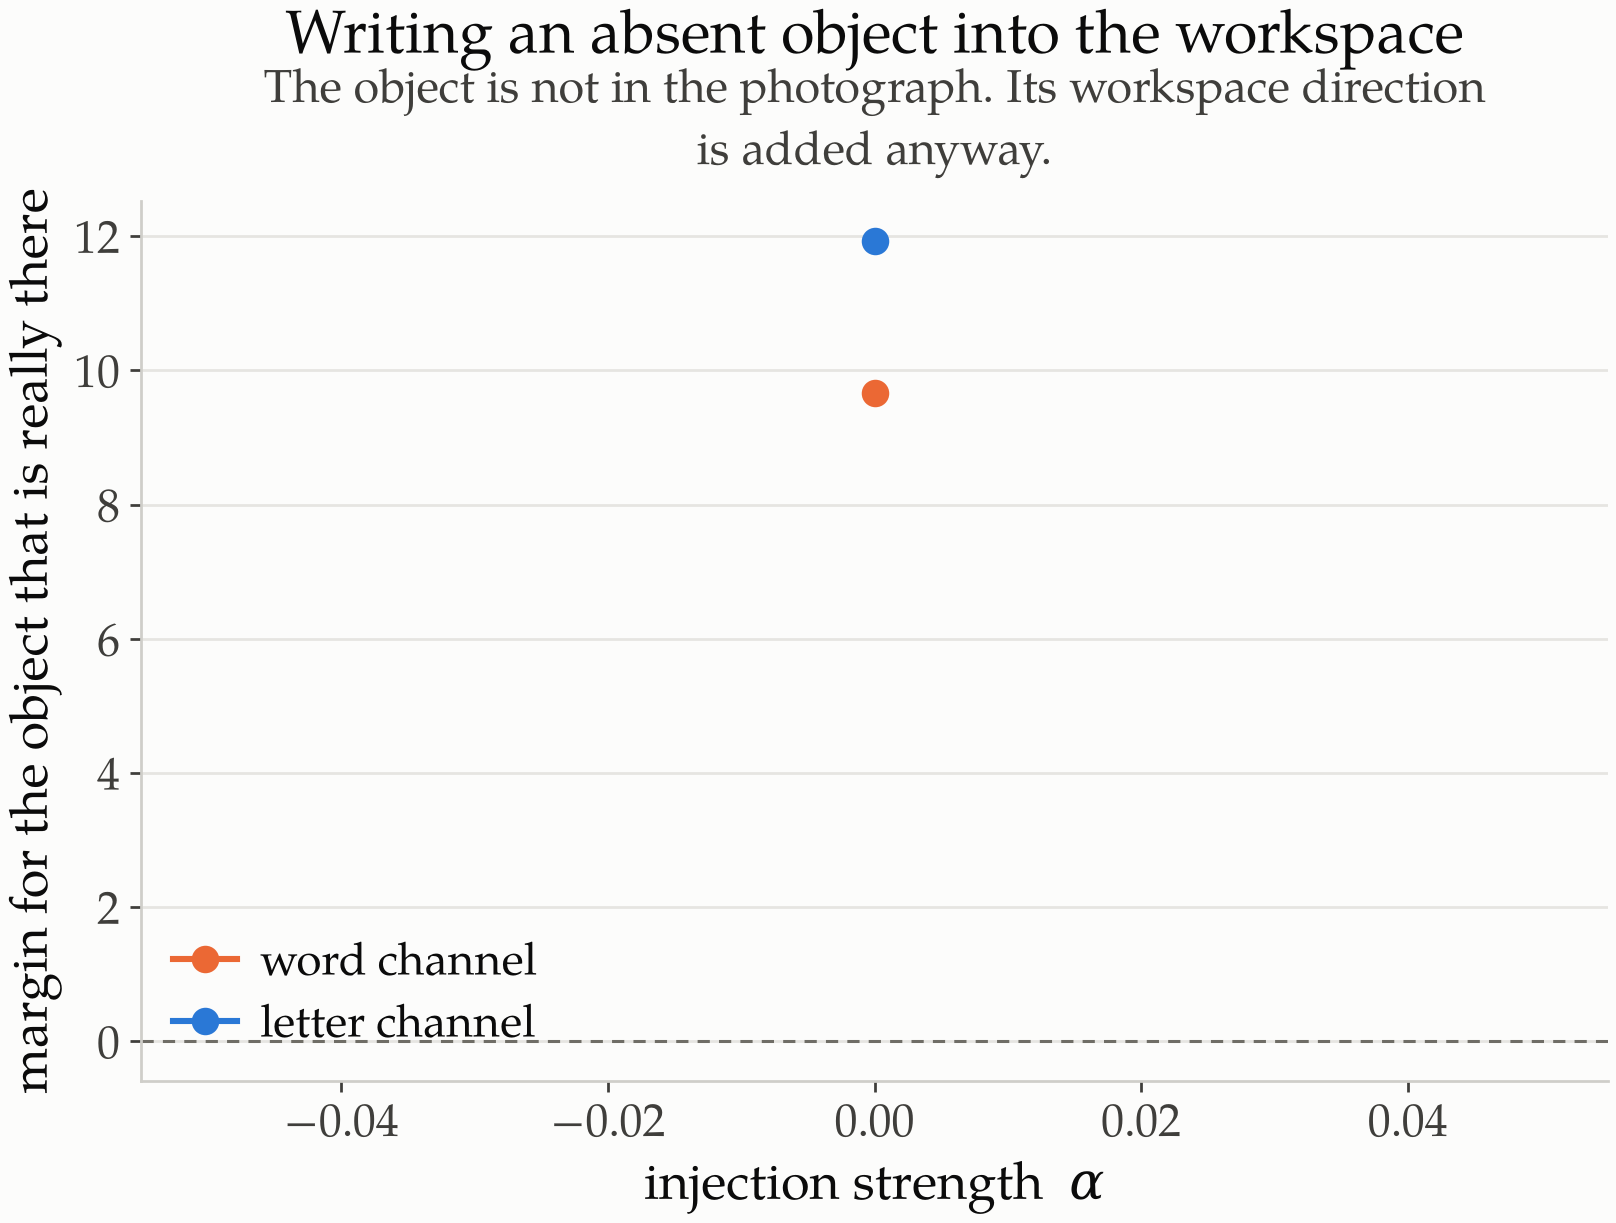 Writing an absent object into the workspace
The object is not in the photograph. Its workspace direction
is added anyway.
margin for the object that is really there
12
10
8
6
4
2
0
word channel
letter channel
−0.04
−0.02
0.00
0.02
0.04
injection strength α